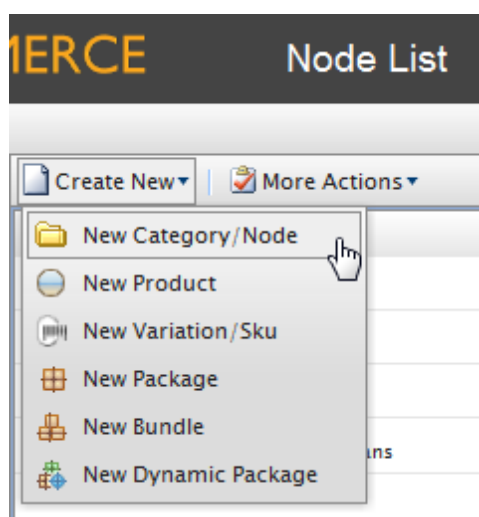 MERCE Node List
Create New More Actions
New Category/Node
New Product
New Variation/Sku
New Package
New Bundle
ans
New Dynamic Package